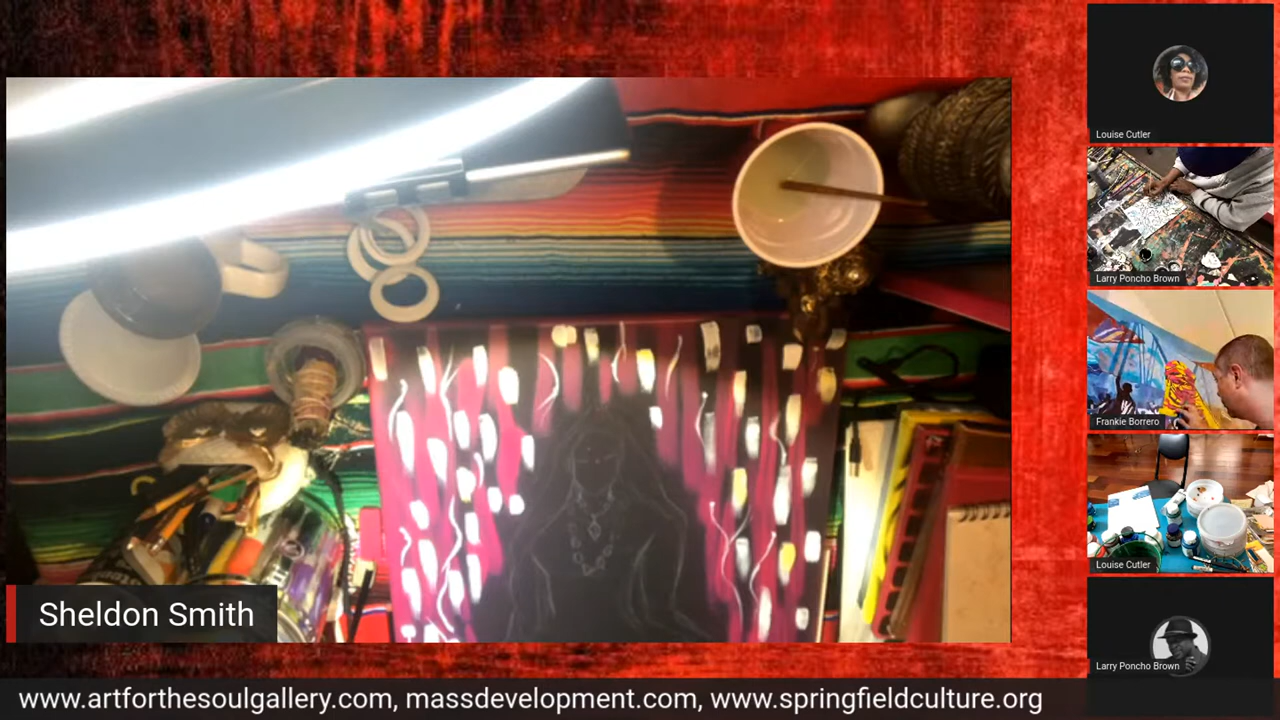 Louise Cutler
Larry Poncho Brown
Frankie Borrero
Louise Cutler
Sheldon Smith
Larry Poncho Brown
www.artforthesoulgallery.com, massdevelopment.com, www.springfieldculture.org